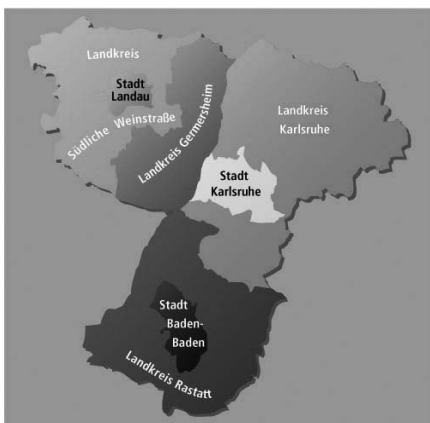 Landkreis
Stadt
Landau
Südliche Weinstraße
Landkreis Germersheim
Landkreis
Karlsruhe
Stadt
Karlsruhe
Stadt
Baden-
Baden
Landkreis Rastatt